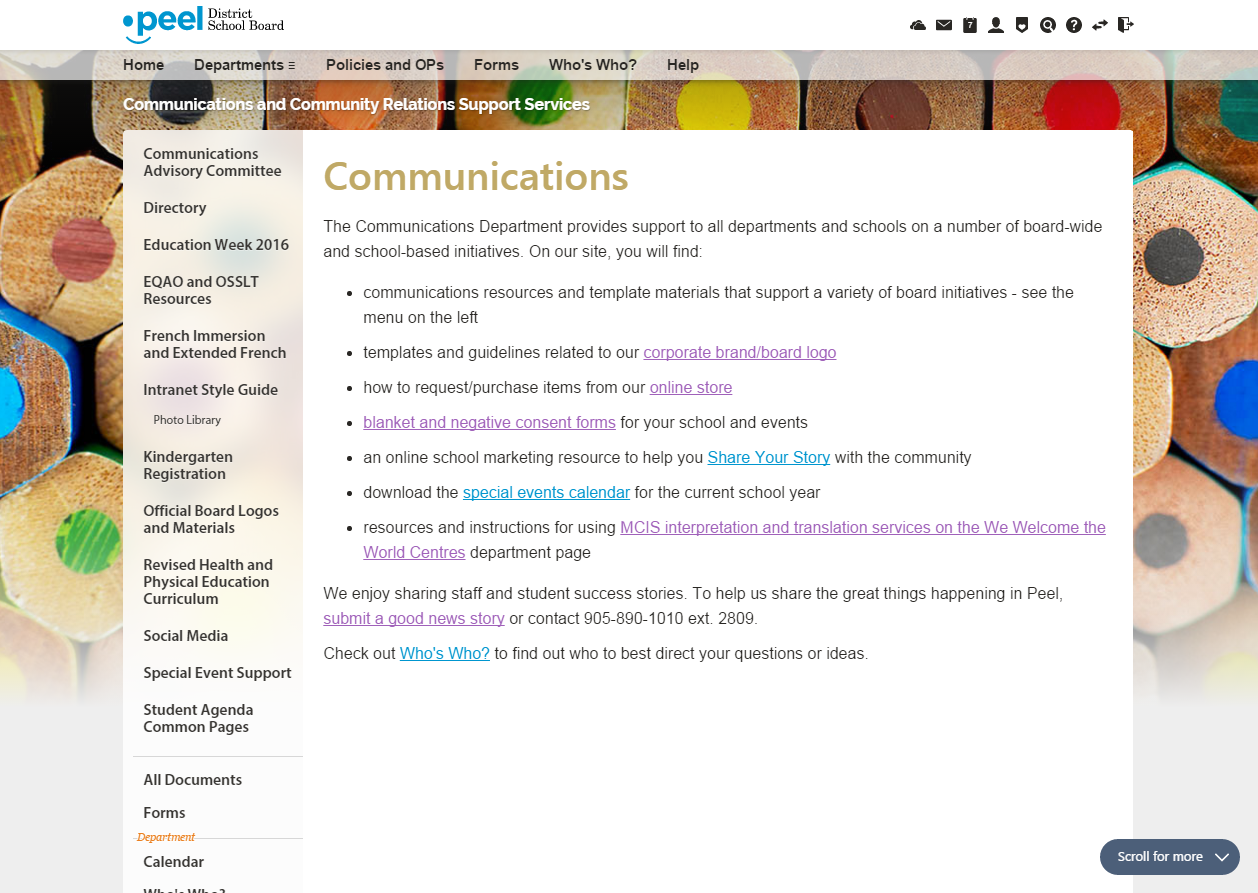 peel District
School Board
7
Home Departments ≡ Policies and OPs Forms Who's Who? Help
Communications and Community Relations Support Services
Communications
Advisory Committee
Directory
Education Week 2016
EQAO and OSSLT
Resources
French Immersion
and Extended French
Intranet Style Guide
Photo Library
Kindergarten
Registration
Official Board Logos
and Materials
Revised Health and
Physical Education
Curriculum
Social Media
Special Event Support
Student Agenda
Common Pages
All Documents
Forms
Department
Calendar
Who's Who?
Communications
The Communications Department provides support to all departments and schools on a number of board-wide
and school-based initiatives. On our site, you will find:
• communications resources and template materials that support a variety of board initiatives - see the
menu on the left
• templates and guidelines related to our corporate brand/board logo
• how to request/purchase items from our online store
• blanket and negative consent forms for your school and events
• an online school marketing resource to help you Share Your Story with the community
• download the special events calendar for the current school year
• resources and instructions for using MCIS interpretation and translation services on the We Welcome the
World Centres department page
We enjoy sharing staff and student success stories. To help us share the great things happening in Peel,
submit a good news story or contact 905-890-1010 ext. 2809.
Check out Who's Who? to find out who to best direct your questions or ideas.
Scroll for more